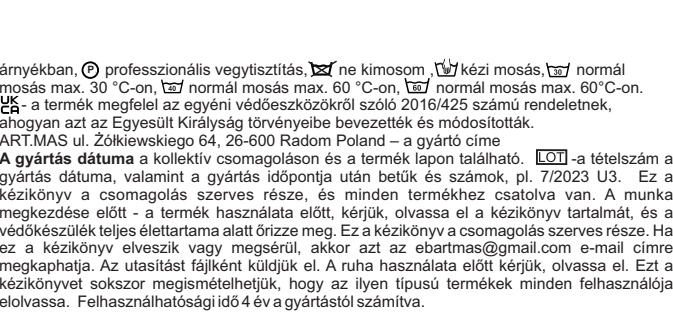 árnyékban, Ⓟ professzionális vegytisztítás, ne kimosom , kézi mosás, 30 normál
mosás max. 30 °C-on, 40 normál mosás max. 60 °C-on, 60 normál mosás max. 60°C-on.
UKCA- a termék megfelel az egyéni védőeszközökről szóló 2016/425 számú rendeletnek,
ahogyan azt az Egyesült Királyság törvényeibe bevezették és módosították.
ART.MAS ul. Żółkiewskiego 64, 26-600 Radom Poland – a gyártó címe
A gyártás dátuma a kollektív csomagoláson és a termék lapon található. LOT -a tételszám a
gyártás dátuma, valamint a gyártás időpontja után betűk és számok, pl. 7/2023 U3. Ez a
kézikönyv a csomagolás szerves része, és minden termékhez csatolva van. A munka
megkezdése előtt - a termék használata előtt, kérjük, olvassa el a kézikönyv tartalmát, és a
védőkészülék teljes élettartama alatt őrizze meg. Ez a kézikönyv a csomagolás szerves része. Ha
ez a kézikönyv elveszik vagy megsérül, akkor azt az ebartmas@gmail.com e-mail címre
megkaphatja. Az utasítást fájlként küldjük el. A ruha használata előtt kérjük, olvassa el. Ezt a
kézikönyvet sokszor megismételhetjük, hogy az ilyen típusú termékek minden felhasználója
elolvassa. Felhasználhatósági idő 4 év a gyártástól számítva.